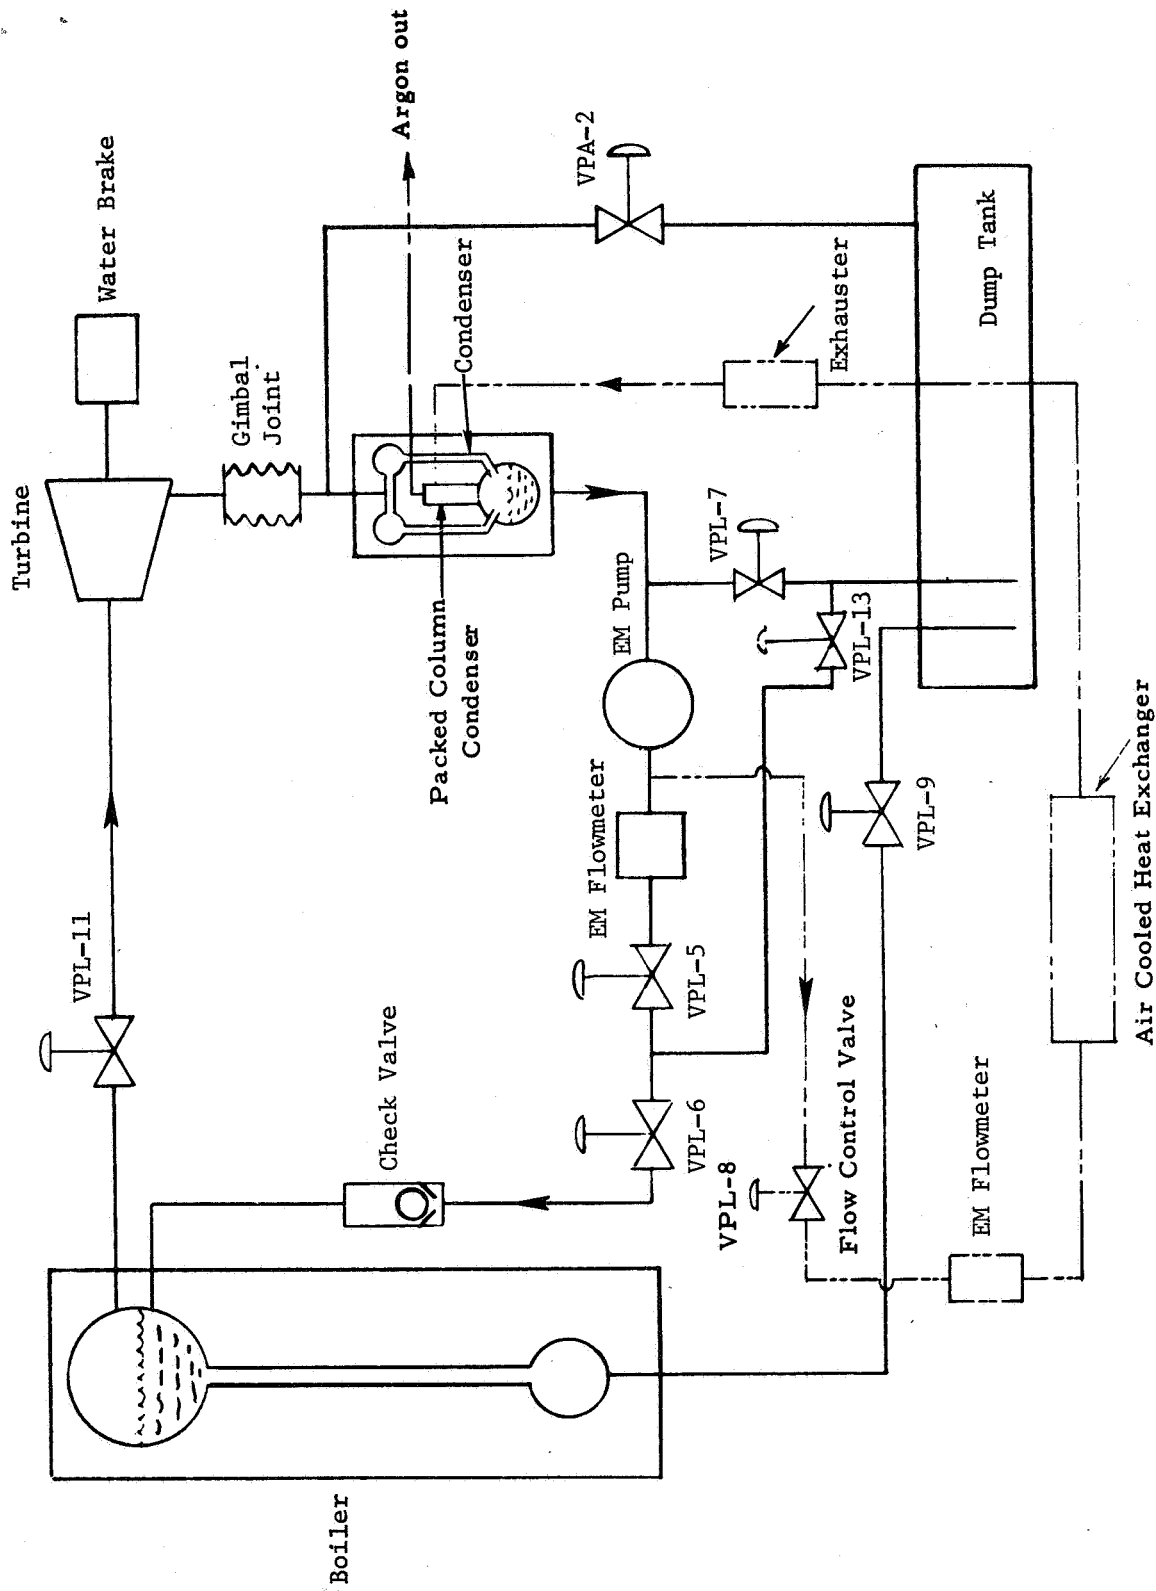 Boiler
VPL-11
Turbine
Water Brake
Gimbal
Joint
Argon out
Check Valve
Packed Column
Condenser
Condenser
VPA-2
EM Flowmeter
EM Pump
VPL-6
VPL-5
VPL-7
VPL-8
Flow Control Valve
VPL-13
Exhauster
VPL-9
EM Flowmeter
Dump Tank
Air Cooled Heat Exchanger